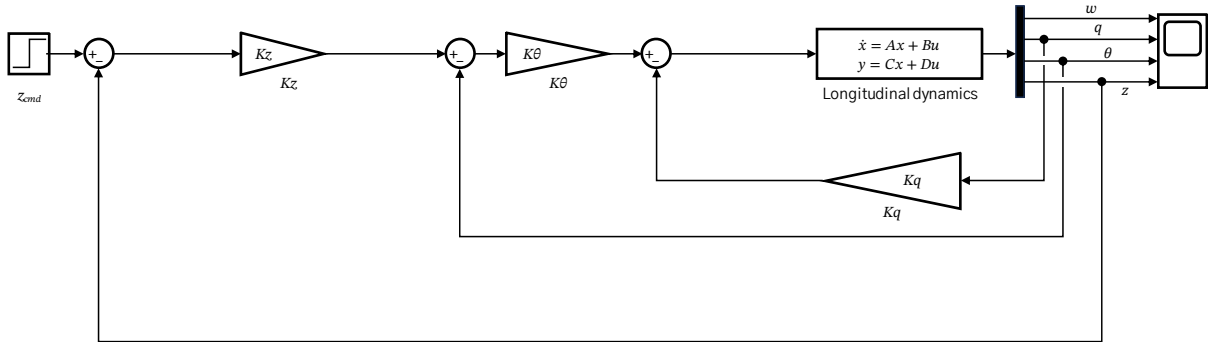 w
q
θ
z
+
−
Kz
+
−
Kθ
+
−
ẋ = Ax + Bu
y = Cx + Du
z_cmd
Kz
Kθ
Longitudinal dynamics
Kq
Kq